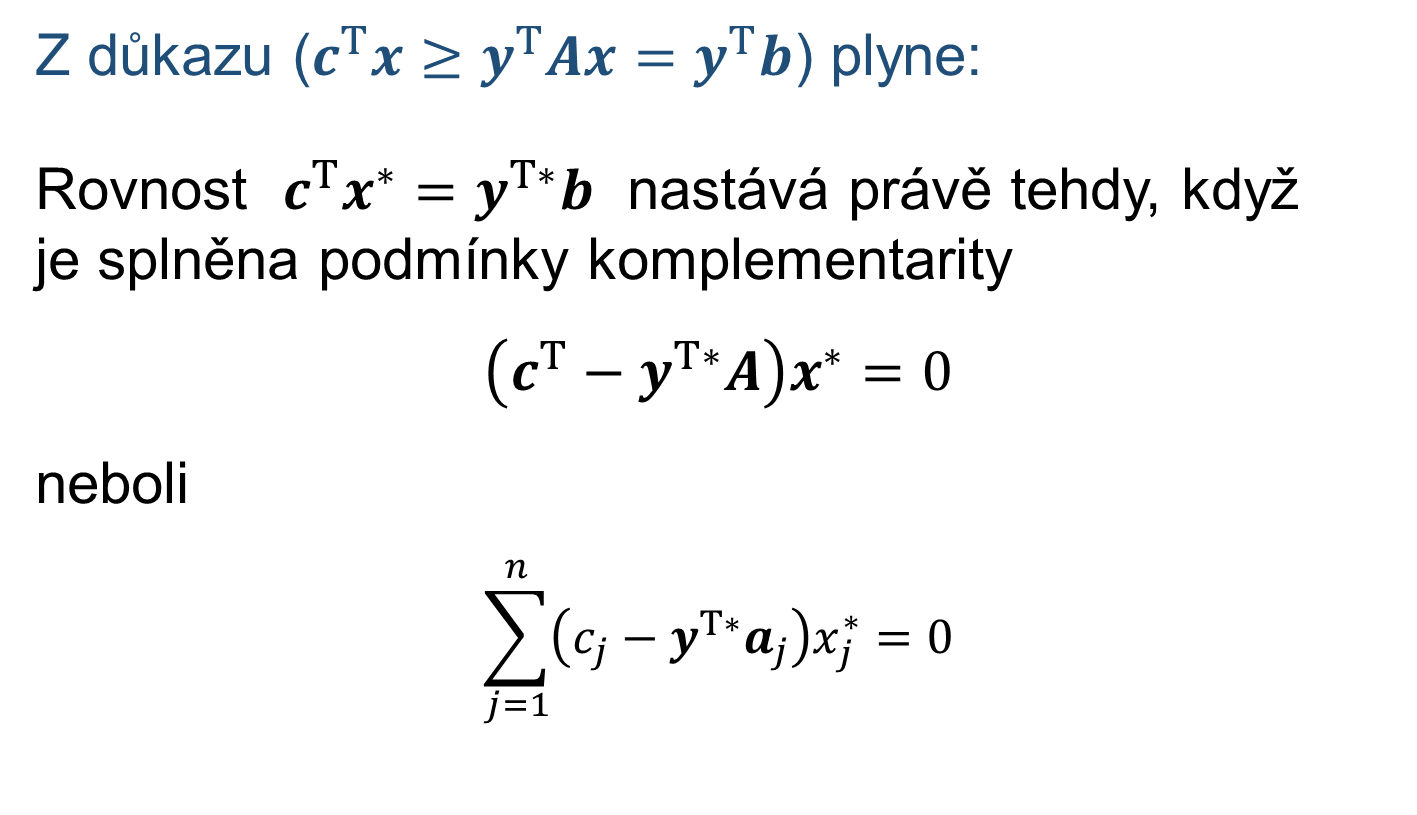 Z důkazu (𝒄ᵀ𝒙 ≥ 𝒚ᵀ𝑨𝒙 = 𝒚ᵀ𝒃) plyne:
Rovnost 𝒄ᵀ𝒙* = 𝒚ᵀ*𝒃 nastává právě tehdy, když
je splněna podmínky komplementarity
(𝒄ᵀ − 𝒚ᵀ*𝑨)𝒙* = 0
neboli
∑_{j=1}^{n} (c_j − 𝒚ᵀ*𝒂_j)x_j* = 0